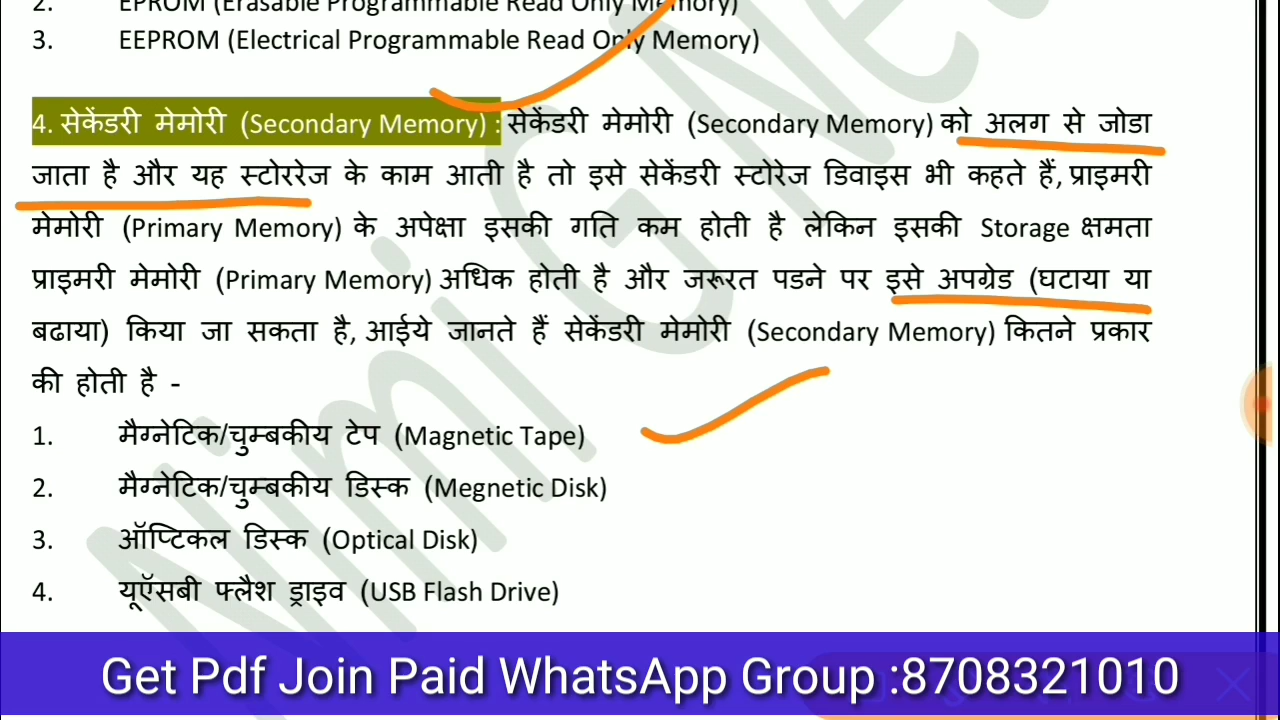 2. EPROM (Erasable Programmable Read Only Memory)
3. EEPROM (Electrical Programmable Read Only Memory)
4. सेकेंडरी मेमोरी (Secondary Memory) : सेकेंडरी मेमोरी (Secondary Memory) को अलग से जोडा
जाता है और यह स्टोररेज के काम आती है तो इसे सेकेंडरी स्टोरेज डिवाइस भी कहते हैं, प्राइमरी
मेमोरी (Primary Memory) के अपेक्षा इसकी गति कम होती है लेकिन इसकी Storage क्षमता
प्राइमरी मेमोरी (Primary Memory) अधिक होती है और जरूरत पडने पर इसे अपग्रेड (घटाया या
बढाया) किया जा सकता है, आईये जानते हैं सेकेंडरी मेमोरी (Secondary Memory) कितने प्रकार
की होती है -
1. मैग्नेटिक/चुम्बकीय टेप (Magnetic Tape)
2. मैग्नेटिक/चुम्बकीय डिस्क (Megnetic Disk)
3. ऑप्टिकल डिस्क (Optical Disk)
4. यूऍसबी फ्लैश ड्राइव (USB Flash Drive)
Get Pdf Join Paid WhatsApp Group :8708321010